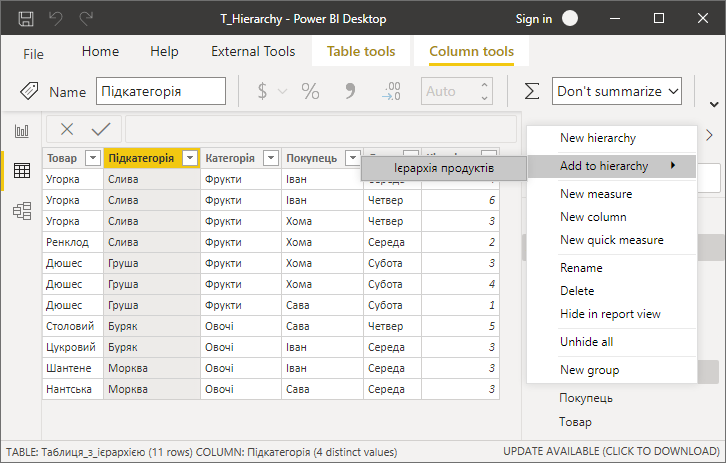 T_Hierarchy - Power BI Desktop Sign in
File Home Help External Tools Table tools Column tools
Name Підкатегорія $ % Auto Don't summarize
New hierarchy
Add to hierarchy
Ієрархія продуктів
New measure
New column
New quick measure
Rename
Delete
Hide in report view
Unhide all
New group
Покупець
Товар
Товар Підкатегорія Категорія Покупець
Угорка Слива Фрукти Іван
Угорка Слива Фрукти Іван Четвер 6
Угорка Слива Фрукти Хома Четвер 3
Ренклод Слива Фрукти Хома Середа 2
Дюшес Груша Фрукти Хома Субота 3
Дюшес Груша Фрукти Хома Субота 4
Дюшес Груша Фрукти Сава Субота 1
Столовий Буряк Овочі Сава Четвер 5
Цукровий Буряк Овочі Іван Середа 3
Шантене Морква Овочі Іван Середа 3
Нантська Морква Овочі Сава Середа 3
TABLE: Таблиця_з_ієрархією (11 rows) COLUMN: Підкатегорія (4 distinct values) UPDATE AVAILABLE (CLICK TO DOWNLOAD)